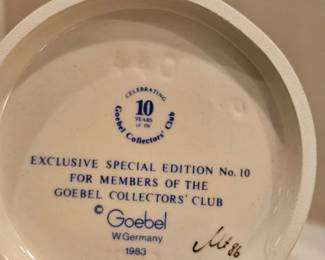 CELEBRATING
10
YEARS
of the
Goebel Collectors' Club
EXCLUSIVE SPECIAL EDITION No. 10
FOR MEMBERS OF THE
GOEBEL COLLECTORS' CLUB
© Goebel
W.Germany
1983